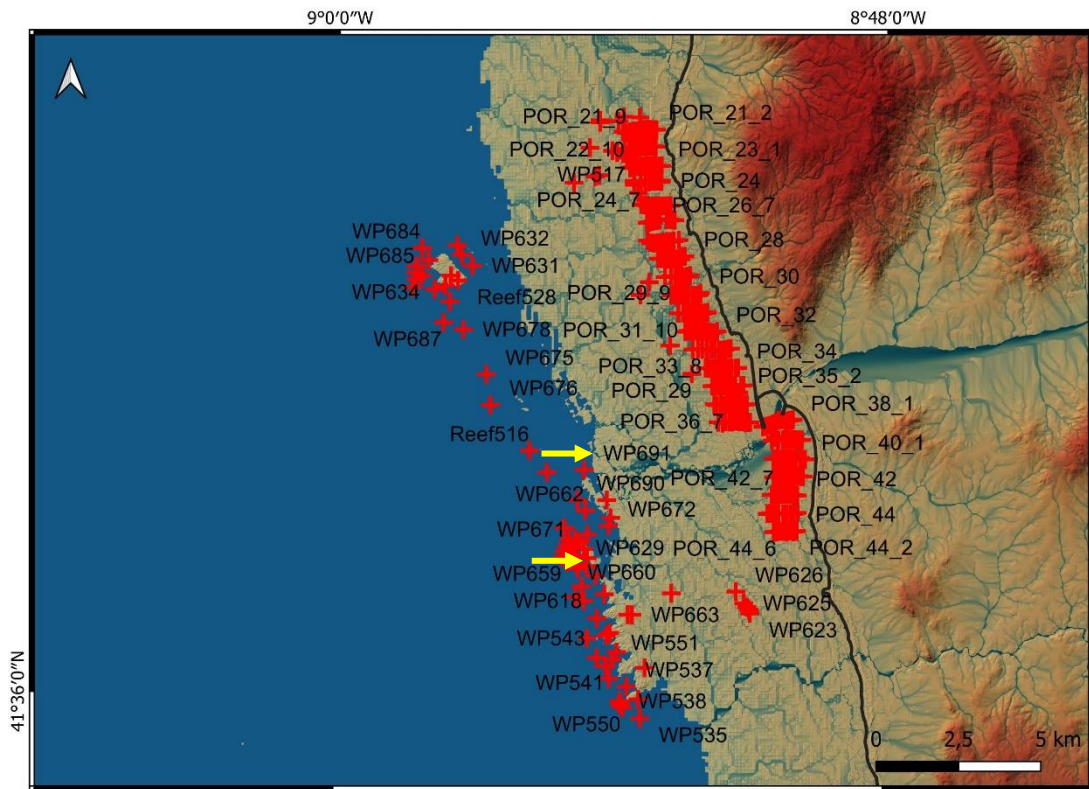 9°0′0″W
8°48′0″W
POR_21_9
POR_21_2
POR_22_10
POR_23_1
WP517
POR_24
POR_24_7
POR_26_7
WP684
WP632
POR_28
WP685
WP631
POR_30
WP634
Reef528
POR_29_9
POR_32
WP687
WP678
POR_31_10
WP675
POR_34
POR_33_8
POR_35_2
WP676
POR_29
POR_38_1
POR_36_7
Reef516
POR_40_1
WP691
WP690
POR_42_7
POR_42
WP662
WP672
POR_44
WP671
WP629
POR_44_6
POR_44_2
WP659
WP660
WP626
WP618
WP625
WP663
WP623
WP543
WP551
WP537
WP541
WP538
WP550
WP535
41°36′0″N
0
2,5
5 km